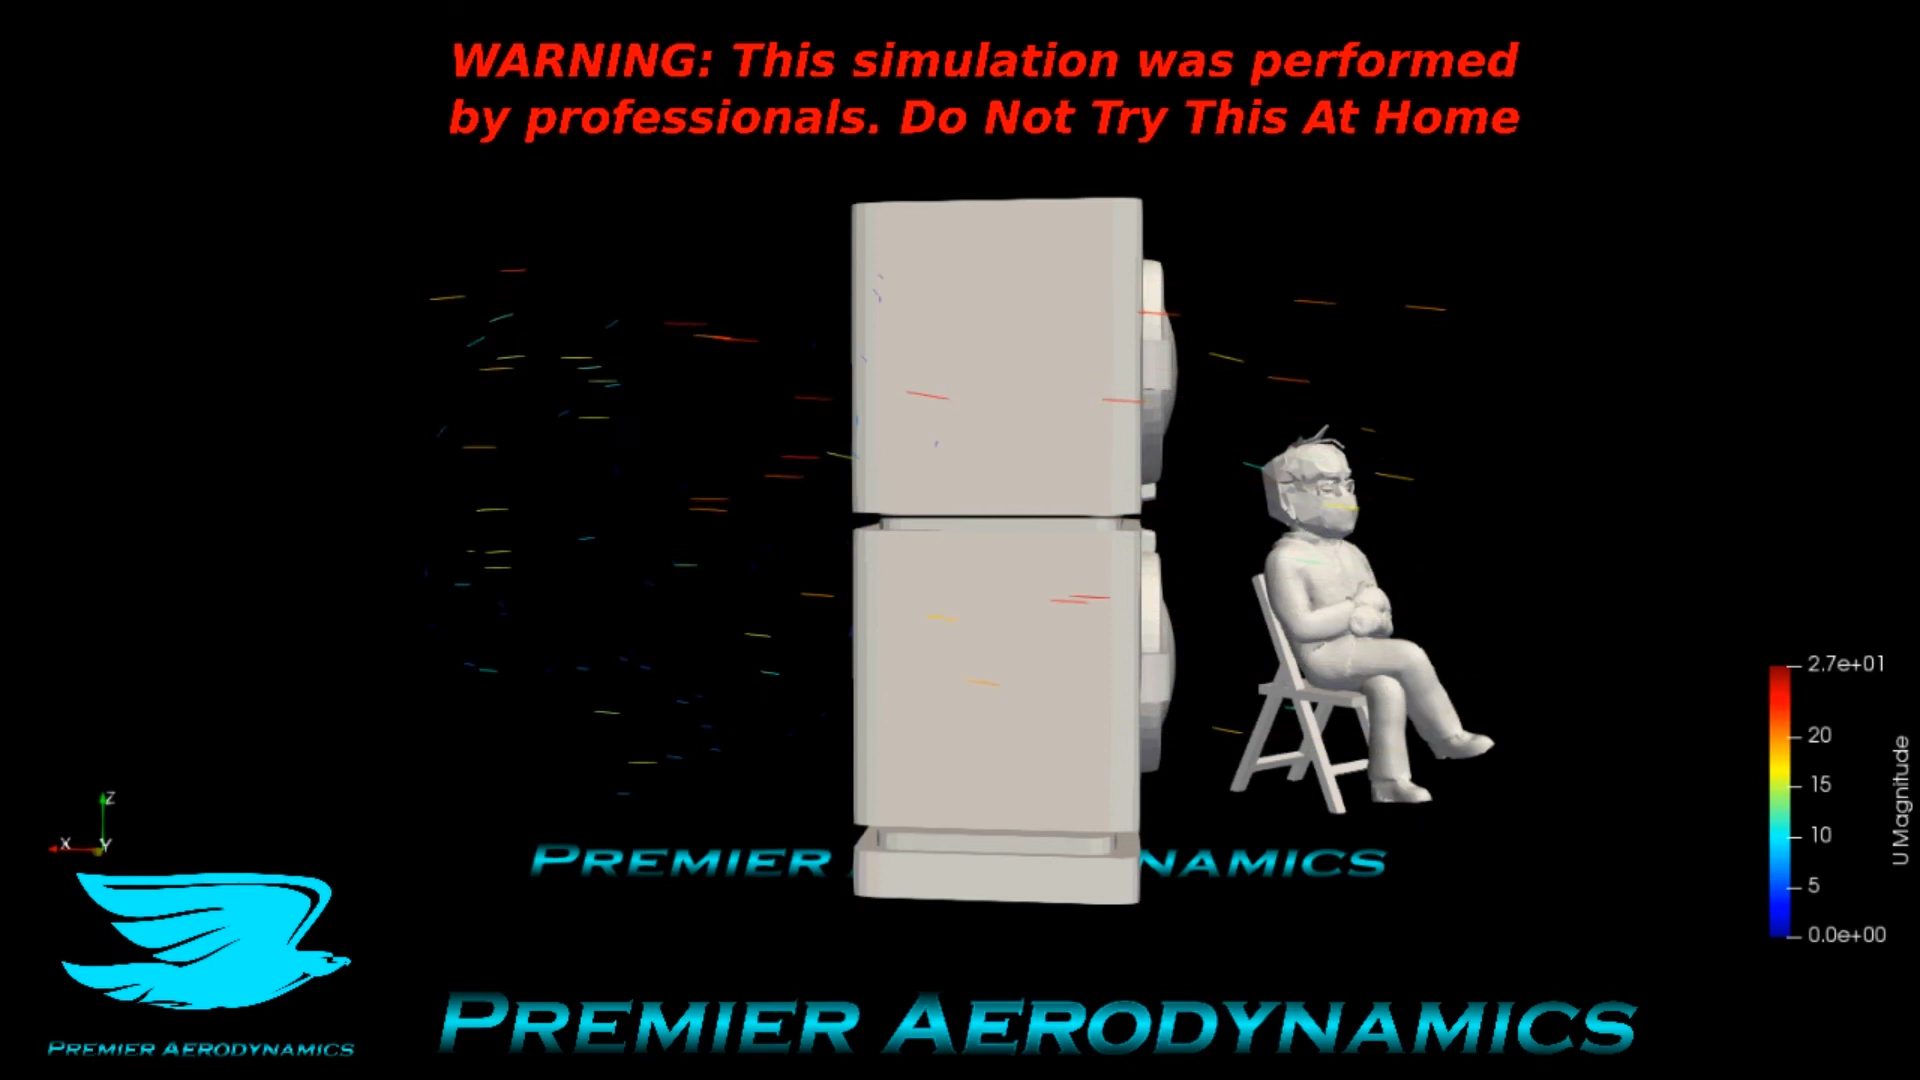 WARNING: This simulation was performed
by professionals. Do Not Try This At Home
2.7e+01
20
15
10
5
0.0e+00
U Magnitude
Z
X
Y
PREMIER NAMICS
PREMIER AERODYNAMICS
PREMIER AERODYNAMICS